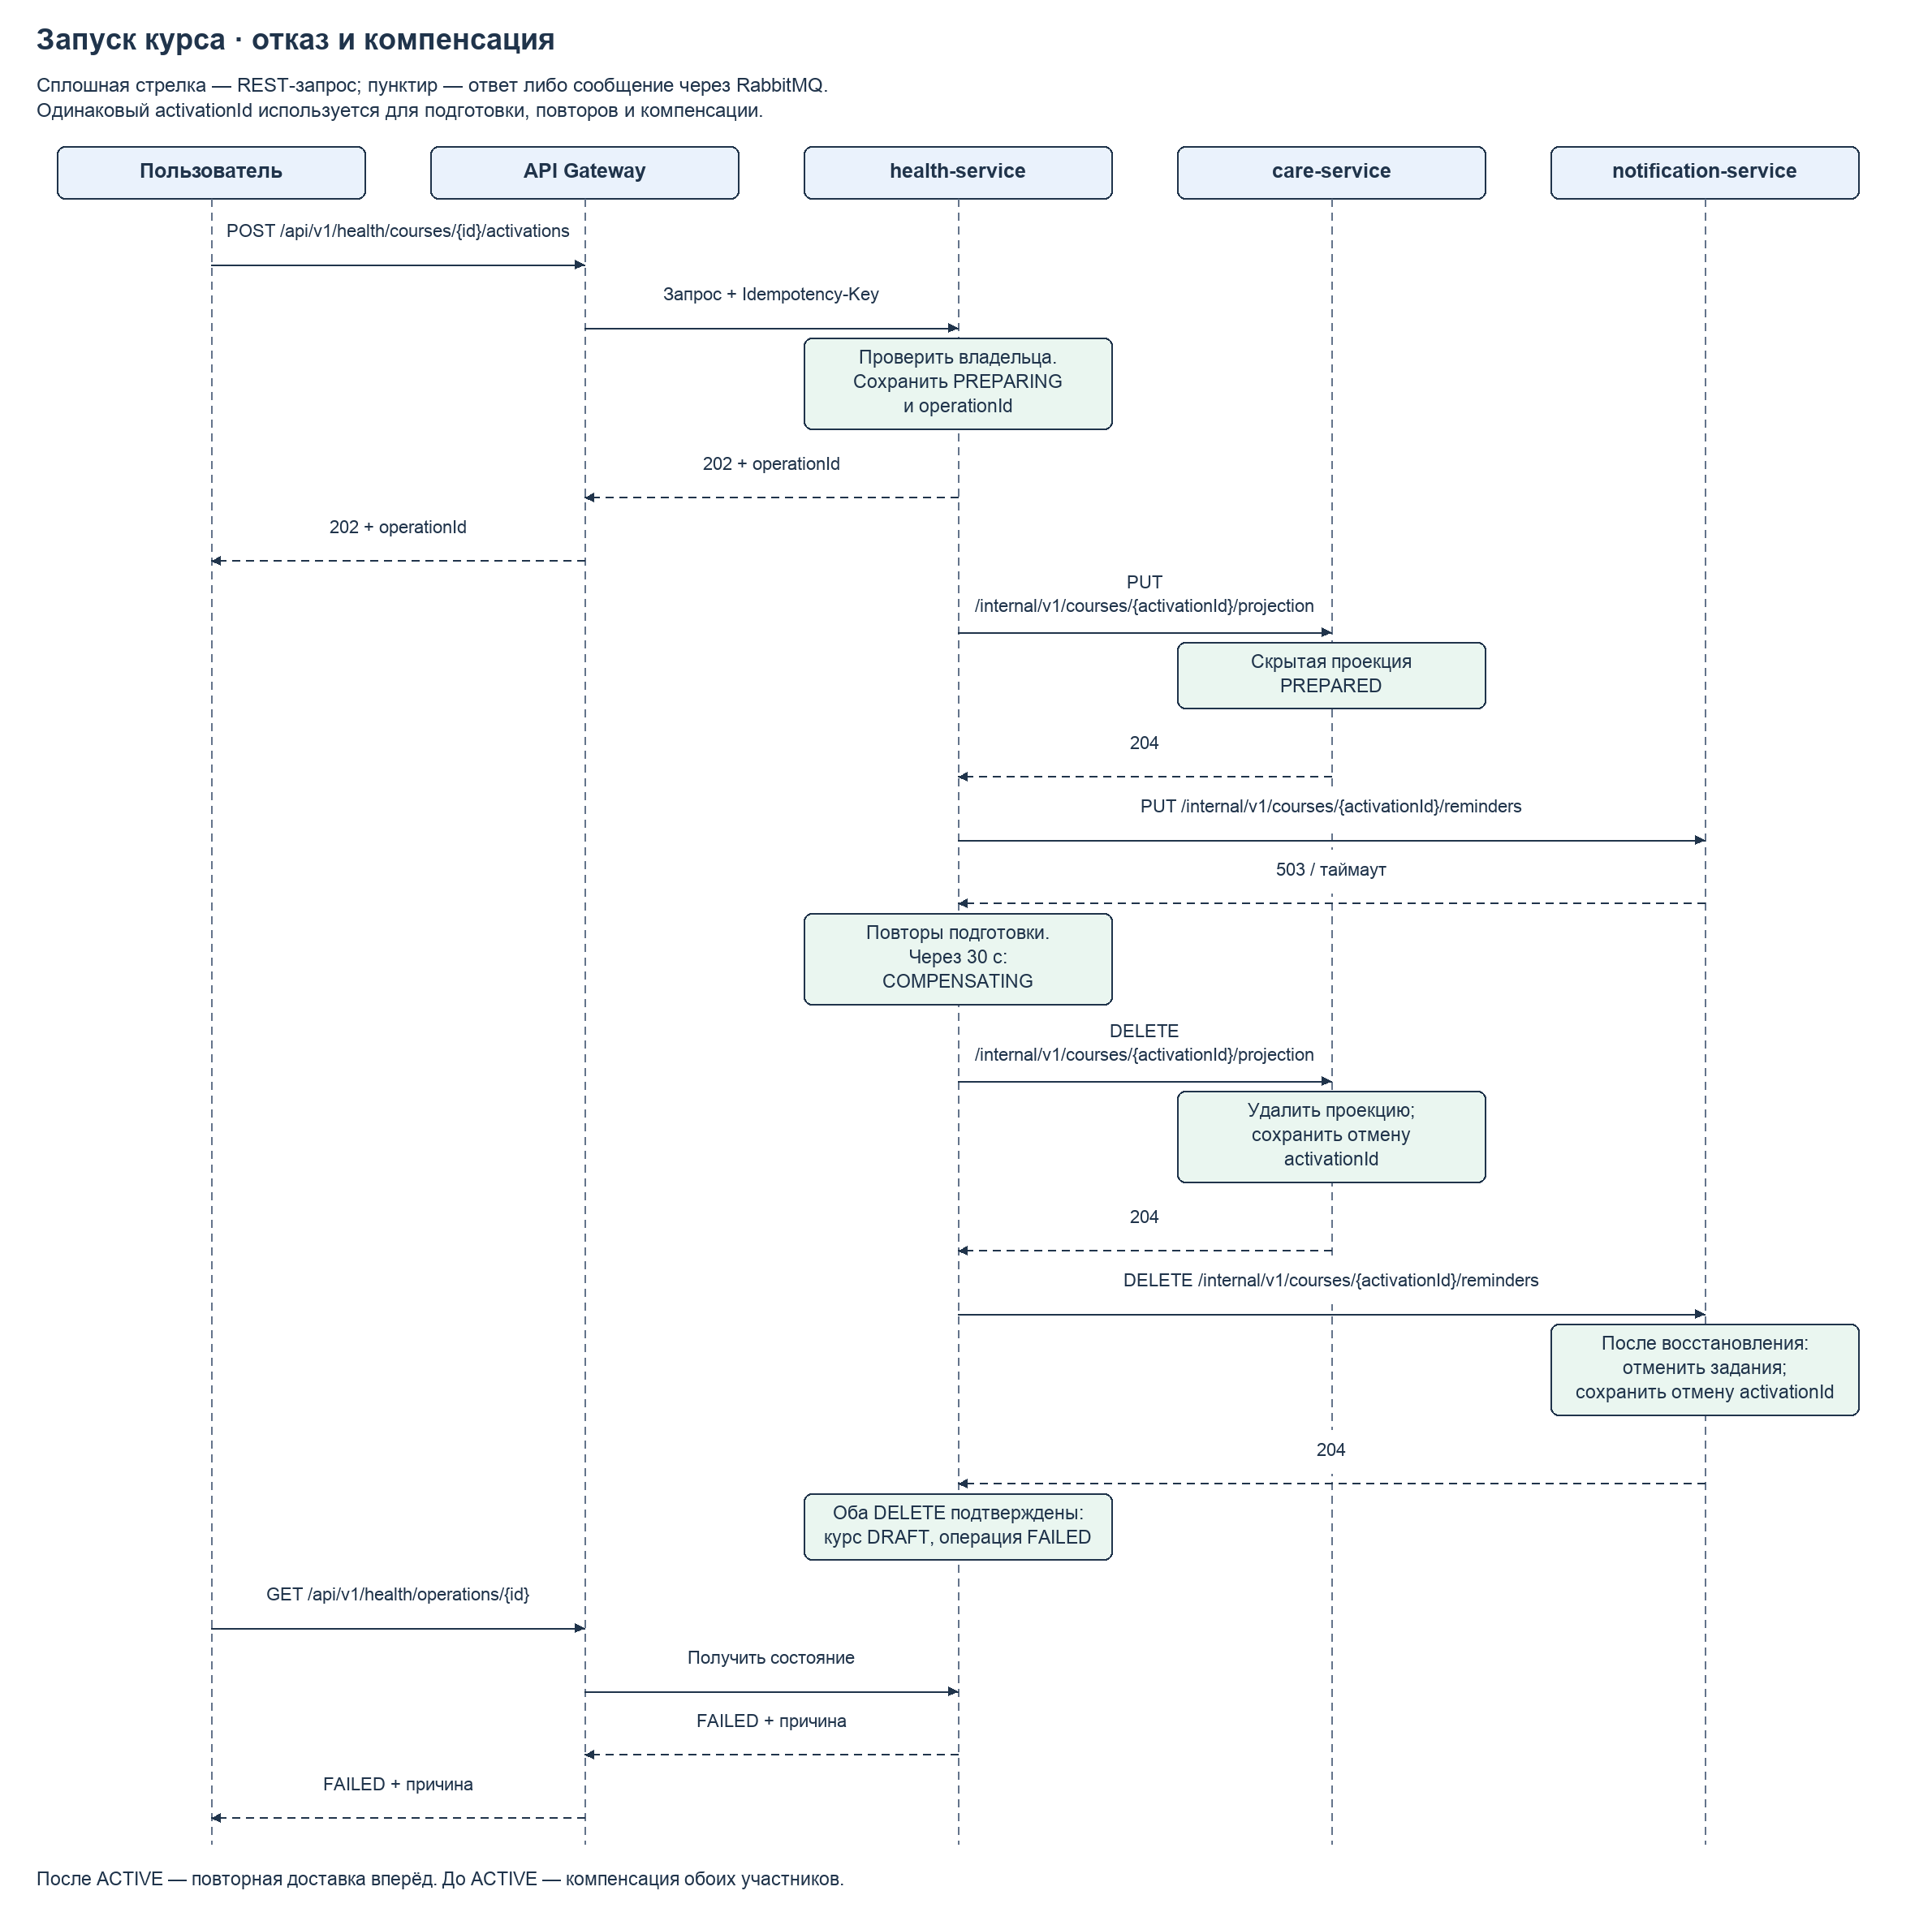 Запуск курса · отказ и компенсация
Сплошная стрелка — REST-запрос; пунктир — ответ либо сообщение через RabbitMQ.
Одинаковый activationId используется для подготовки, повторов и компенсации.
Пользователь
API Gateway
health-service
care-service
notification-service
POST /api/v1/health/courses/{id}/activations
Запрос + Idempotency-Key
Проверить владельца.
Сохранить PREPARING
и operationId
202 + operationId
202 + operationId
PUT
/internal/v1/courses/{activationId}/projection
Скрытая проекция
PREPARED
204
PUT /internal/v1/courses/{activationId}/reminders
503 / таймаут
Повторы подготовки.
Через 30 с:
COMPENSATING
DELETE
/internal/v1/courses/{activationId}/projection
Удалить проекцию;
сохранить отмену
activationId
204
DELETE /internal/v1/courses/{activationId}/reminders
После восстановления:
отменить задания;
сохранить отмену activationId
204
Оба DELETE подтверждены:
курс DRAFT, операция FAILED
GET /api/v1/health/operations/{id}
Получить состояние
FAILED + причина
FAILED + причина
После ACTIVE — повторная доставка вперёд. До ACTIVE — компенсация обоих участников.